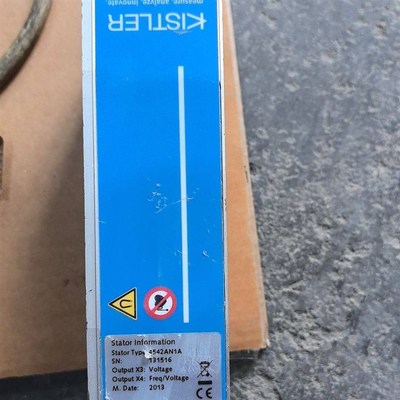 measure. analyze. innovate.
KISTLER
Stator Information
Stator Type 4542AN1A
SN: 131516
Output X3: Voltage
Output X4: Freq/Voltage
M. Date: 2013